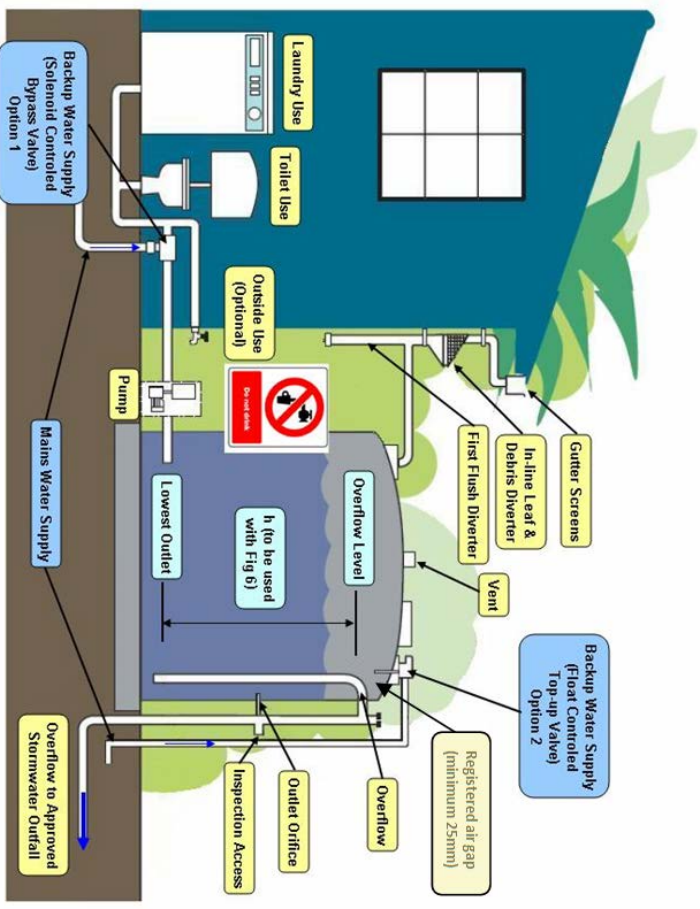 Laundry Use
Toilet Use
Backup Water Supply
(Solenoid Controled
Bypass Valve)
Option 1
Outside Use
(Optional)
Pump
Do not drink
Mains Water Supply
Gutter Screens
In-line Leaf &
Debris Diverter
First Flush Diverter
Vent
Overflow Level
h (to be used
with Fig 6)
Lowest Outlet
Backup Water Supply
(Float Controled
Top-up Valve)
Option 2
Registered air gap
(minimum 25mm)
Overflow
Outlet Orifice
Inspection Access
Overflow to Approved
Stormwater Outfall